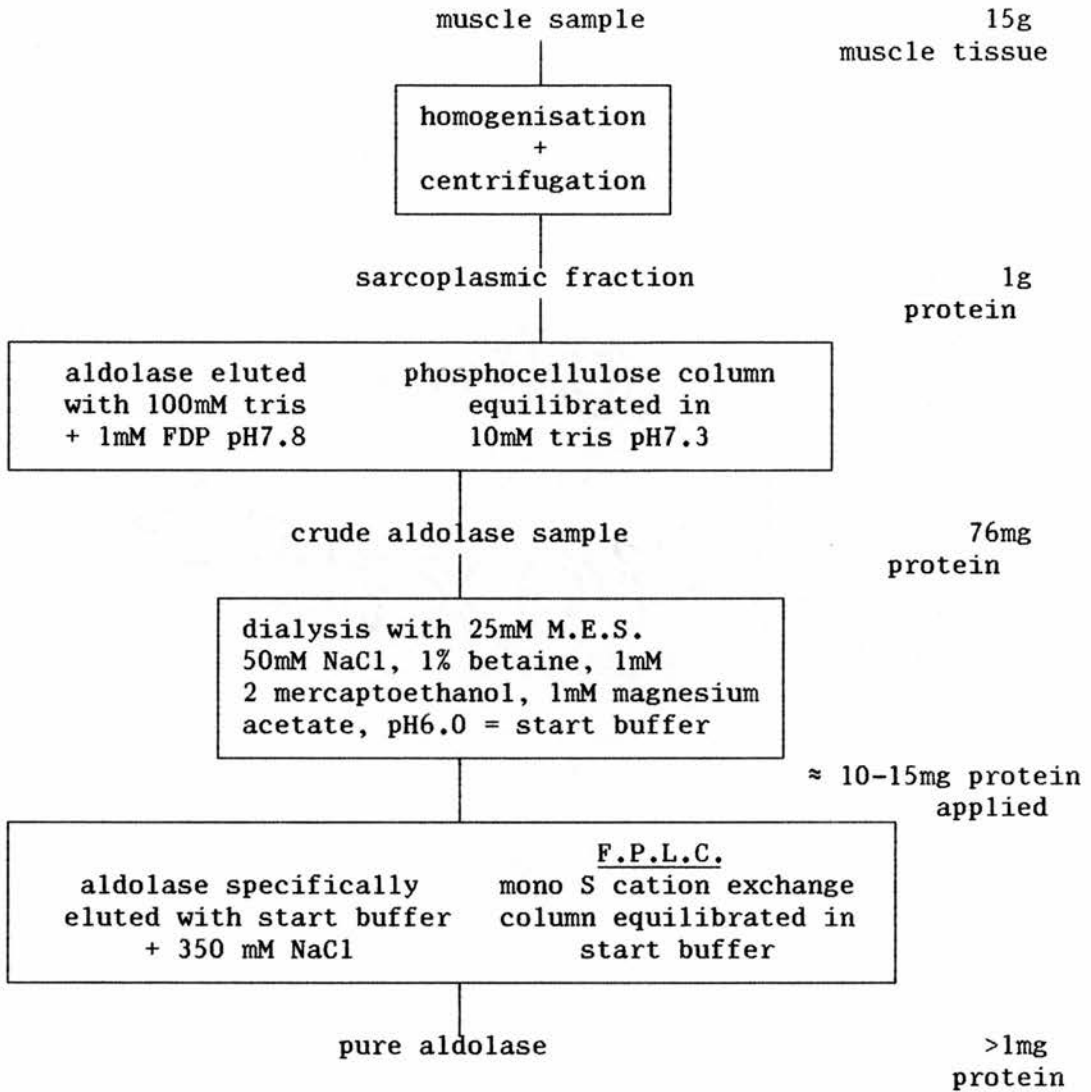 muscle sample 15g
muscle tissue
homogenisation
+
centrifugation
sarcoplasmic fraction 1g
protein
aldolase eluted
with 100mM tris
+ 1mM FDP pH7.8
phosphocellulose column
equilibrated in
10mM tris pH7.3
crude aldolase sample 76mg
protein
dialysis with 25mM M.E.S.
50mM NaCl, 1% betaine, 1mM
2 mercaptoethanol, 1mM magnesium
acetate, pH6.0 = start buffer
≈ 10-15mg protein
applied
aldolase specifically
eluted with start buffer
+ 350 mM NaCl
F.P.L.C.
mono S cation exchange
column equilibrated in
start buffer
pure aldolase >1mg
protein